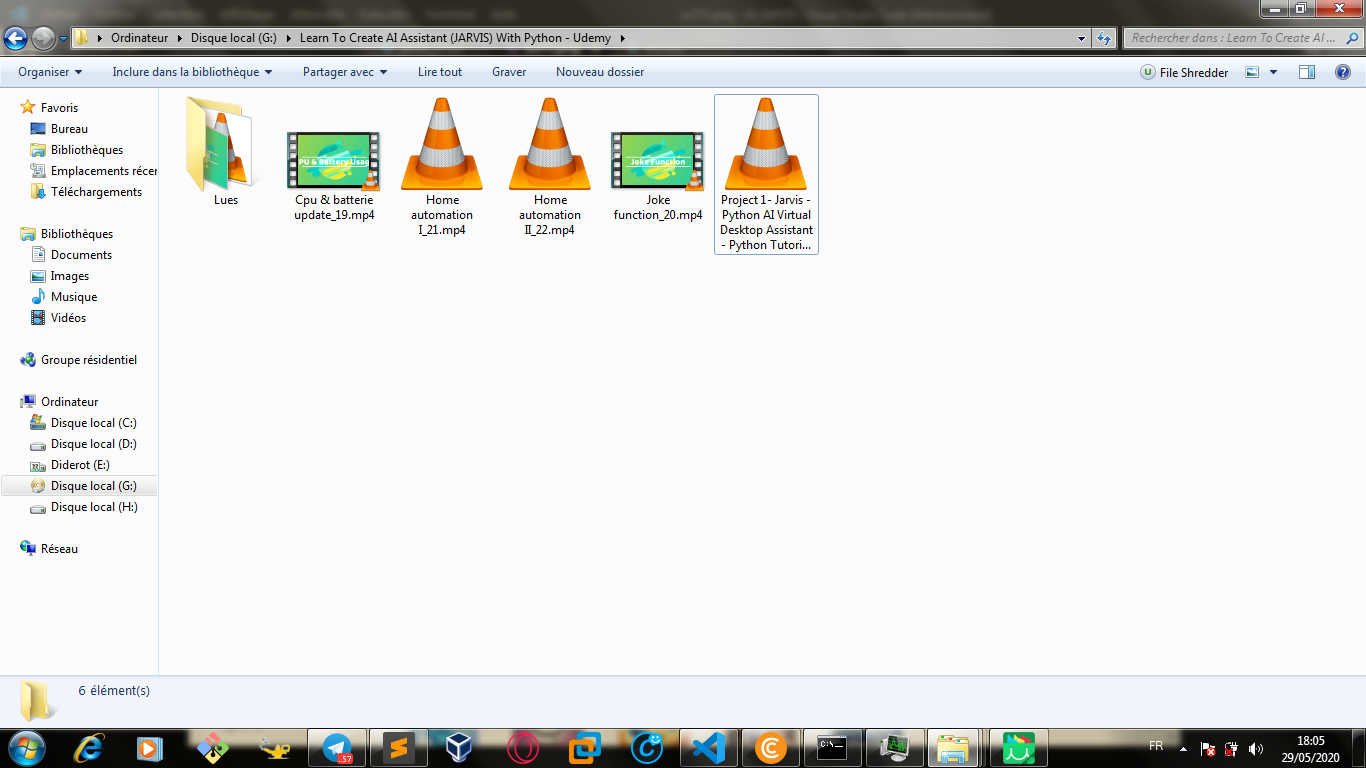 Ordinateur Disque local (G:) Learn To Create AI Assistant (JARVIS) With Python - Udemy
Rechercher dans : Learn To Create AI ...
Organiser Inclure dans la bibliothèque Partager avec Lire tout Graver Nouveau dossier
U File Shredder
Favoris
Bureau
Bibliothèques
Emplacements récer
Téléchargements
Bibliothèques
Documents
Images
Musique
Vidéos
Groupe résidentiel
Ordinateur
Disque local (C:)
Disque local (D:)
Diderot (E:)
Disque local (G:)
Disque local (H:)
Réseau
Lues
PU & Battery Usag
Cpu & batterie
update_19.mp4
Home
automation
I_21.mp4
Home
automation
II_22.mp4
Joke Function
Joke
function_20.mp4
Project 1- Jarvis -
Python AI Virtual
Desktop Assistant
- Python Tutori...
6 élément(s)
.57
C:\_
FR
18:05
29/05/2020